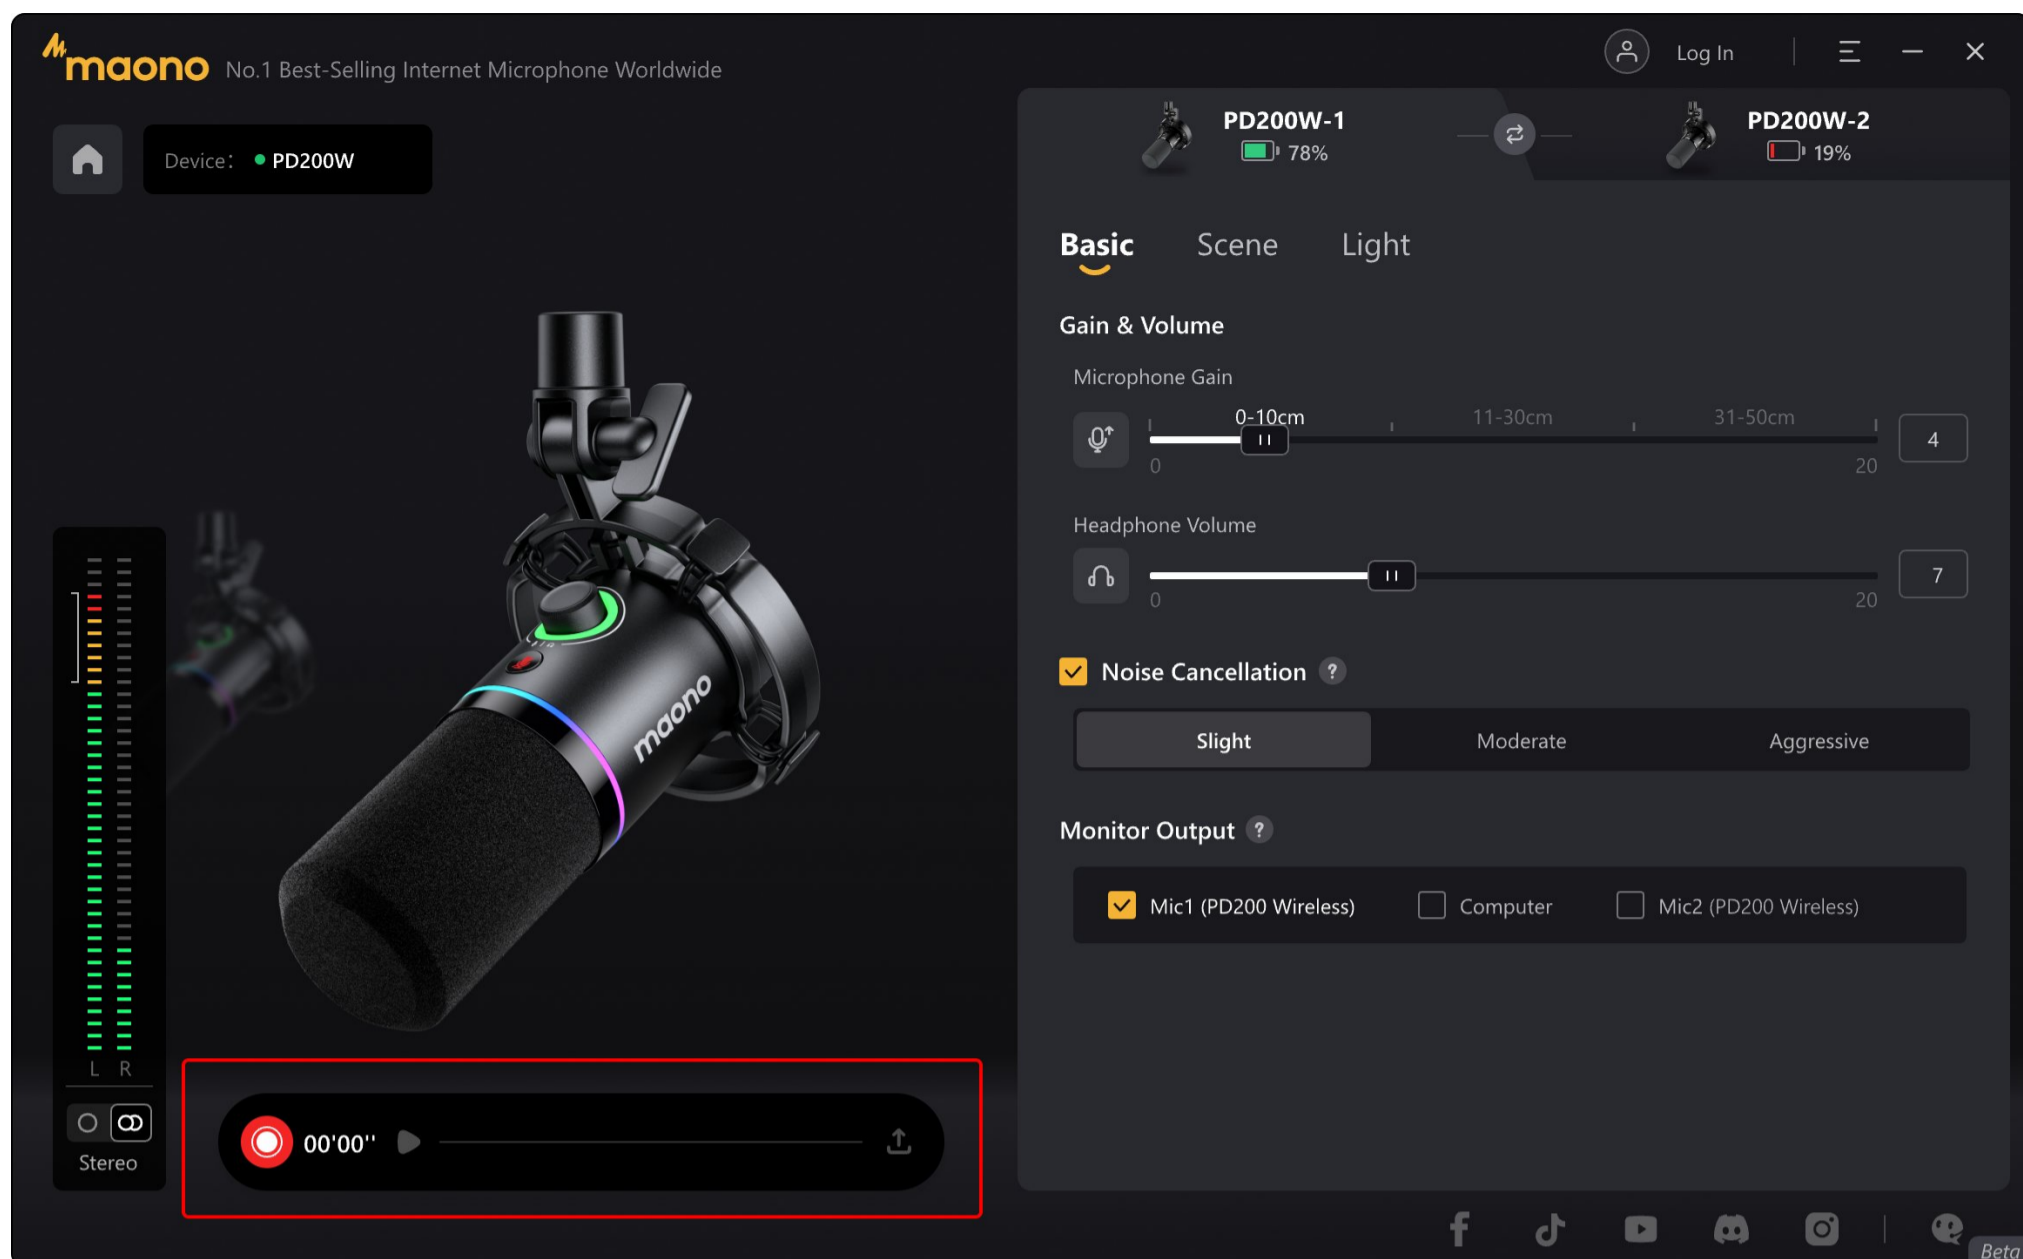 maono No.1 Best-Selling Internet Microphone Worldwide
Log In
Device: PD200W
PD200W-1
78%
PD200W-2
19%
Basic Scene Light
Gain & Volume
Microphone Gain
0-10cm 11-30cm 31-50cm
4
0 20
Headphone Volume
7
0 20
Noise Cancellation ?
Slight Moderate Aggressive
Monitor Output ?
Mic1 (PD200 Wireless) Computer Mic2 (PD200 Wireless)
maono
L R
Stereo
00'00''
Beta